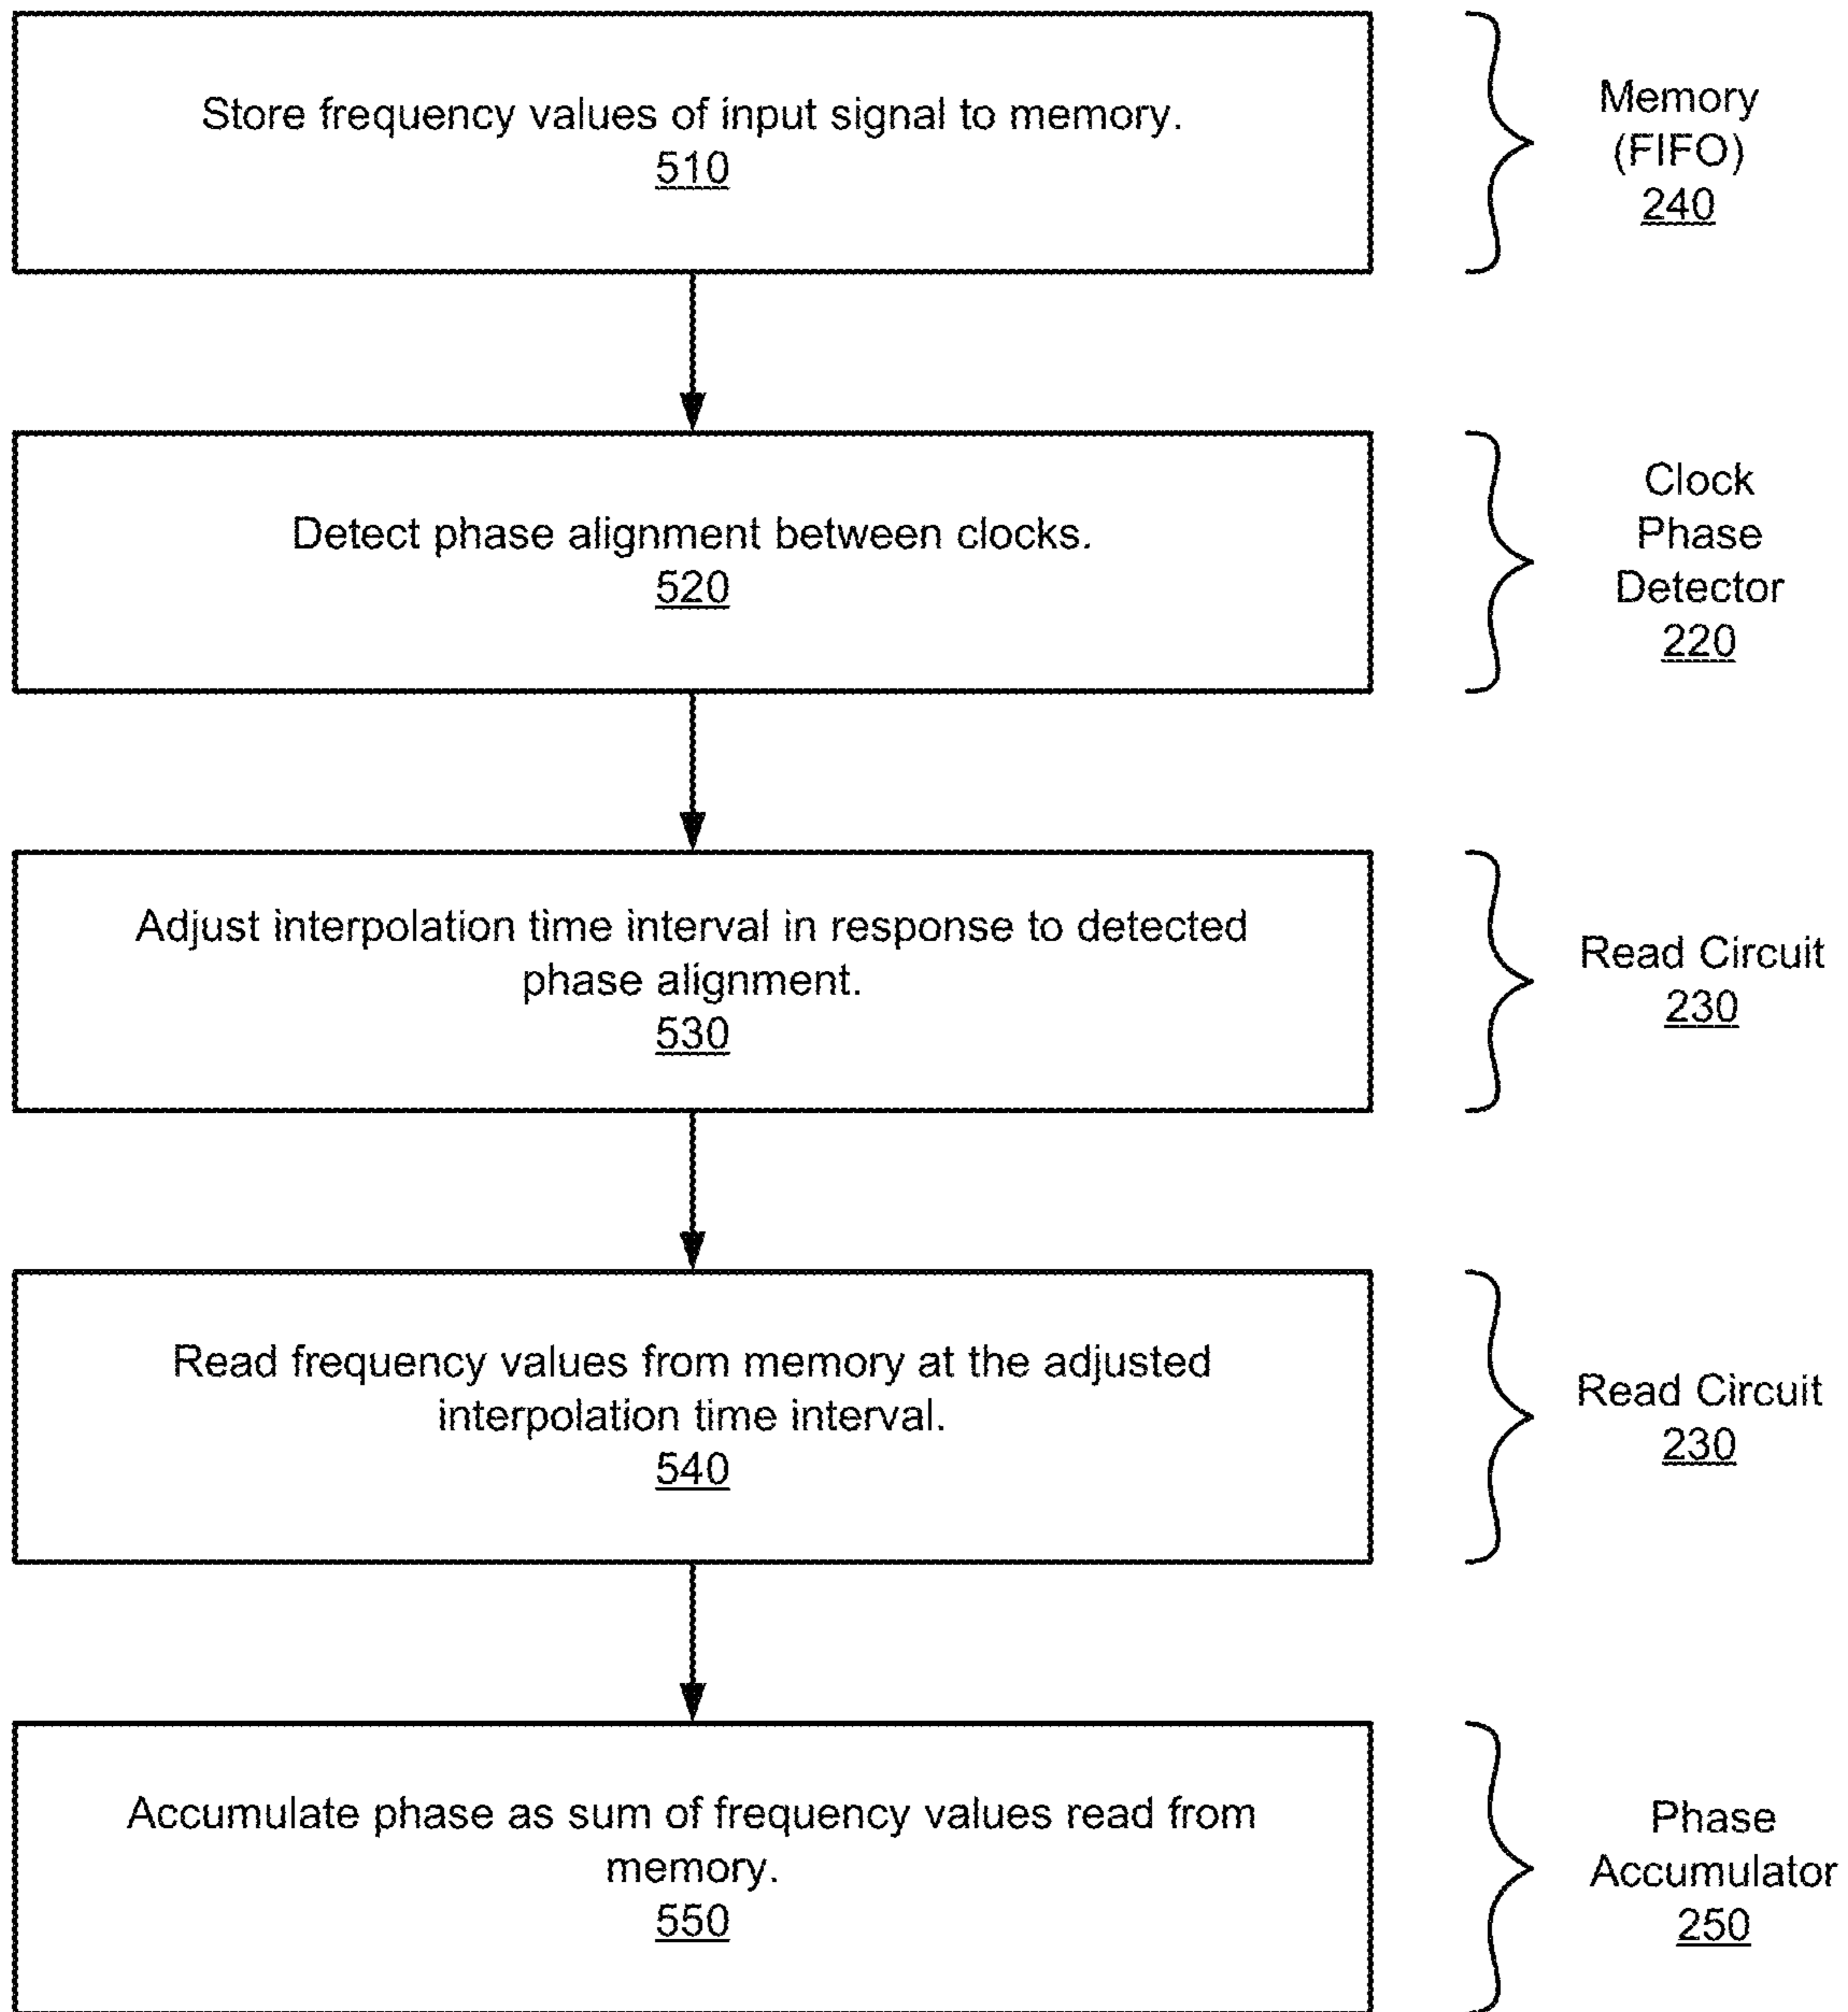 Store frequency values of input signal to memory.
510
Memory
(FIFO)
240
Detect phase alignment between clocks.
520
Clock
Phase
Detector
220
Adjust interpolation time interval in response to detected
phase alignment.
530
Read Circuit
230
Read frequency values from memory at the adjusted
interpolation time interval.
540
Read Circuit
230
Accumulate phase as sum of frequency values read from
memory.
550
Phase
Accumulator
250